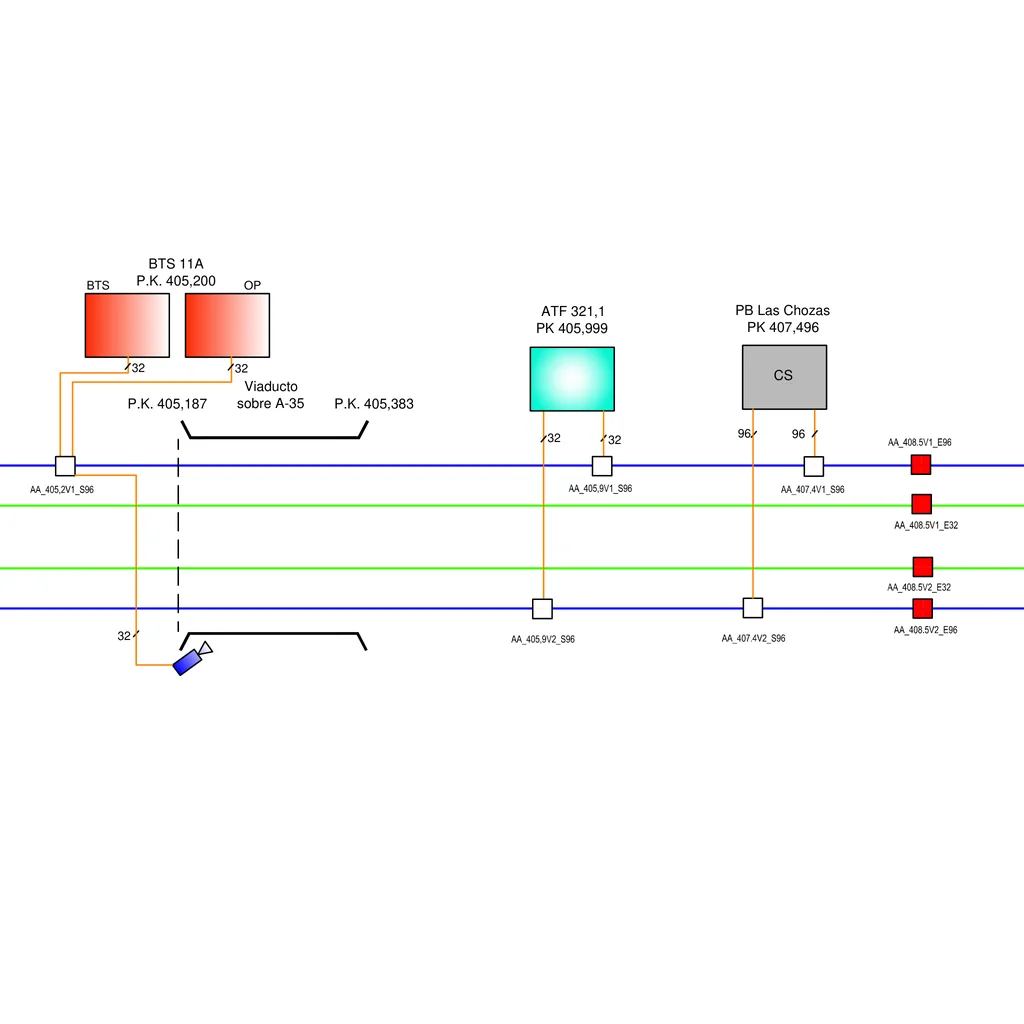 BTS 11A
P.K. 405,200
BTS
OP
32
32
Viaducto
sobre A-35
P.K. 405,187
P.K. 405,383
ATF 321,1
PK 405,999
PB Las Chozas
PK 407,496
CS
32
32
96
96
AA_408.5V1_E96
AA_405,2V1_S96
AA_405,9V1_S96
AA_407,4V1_S96
AA_408.5V1_E32
AA_408.5V2_E32
32
AA_405,9V2_S96
AA_407.4V2_S96
AA_408.5V2_E96